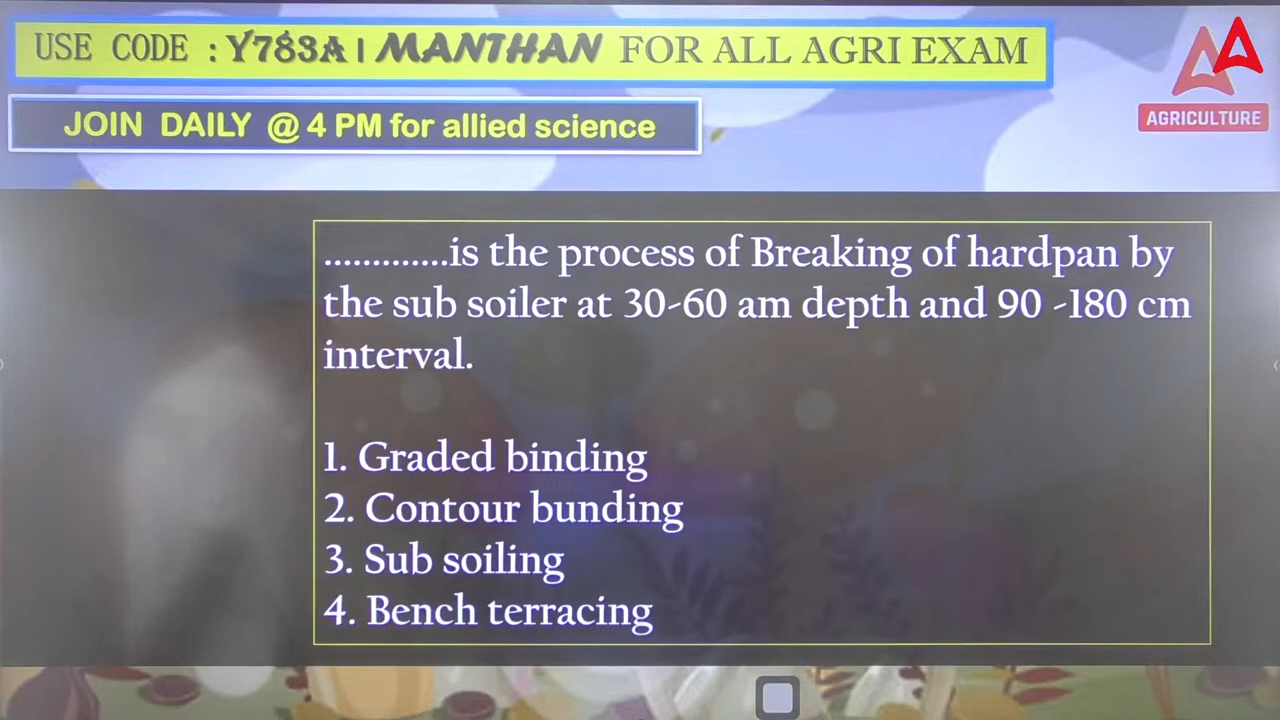 USE CODE : Y783A | MANTHAN FOR ALL AGRI EXAM
JOIN DAILY @ 4 PM for allied science
AGRICULTURE
.............is the process of Breaking of hardpan by
the sub soiler at 30-60 am depth and 90 -180 cm
interval.
1. Graded binding
2. Contour bunding
3. Sub soiling
4. Bench terracing